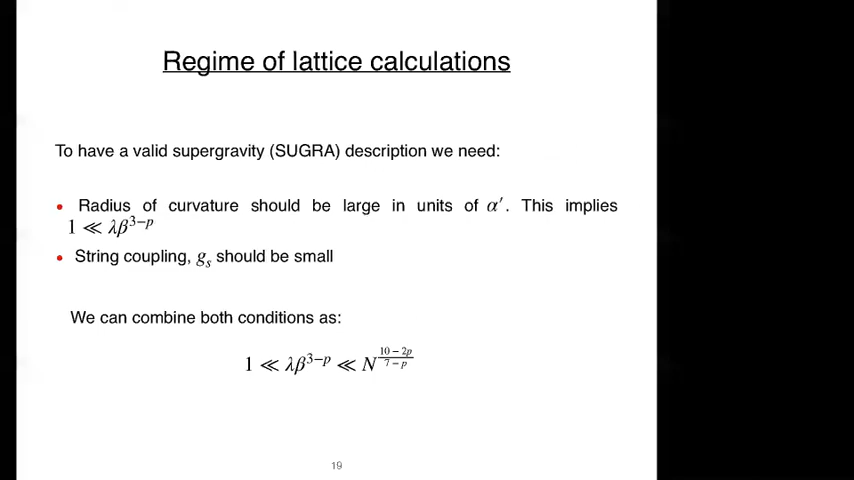 Regime of lattice calculations
To have a valid supergravity (SUGRA) description we need:
• Radius of curvature should be large in units of α′. This implies
1 ≪ λβ^{3−p}
• String coupling, g_s should be small
We can combine both conditions as:
1 ≪ λβ^{3−p} ≪ N^{\frac{10−2p}{7−p}}
19